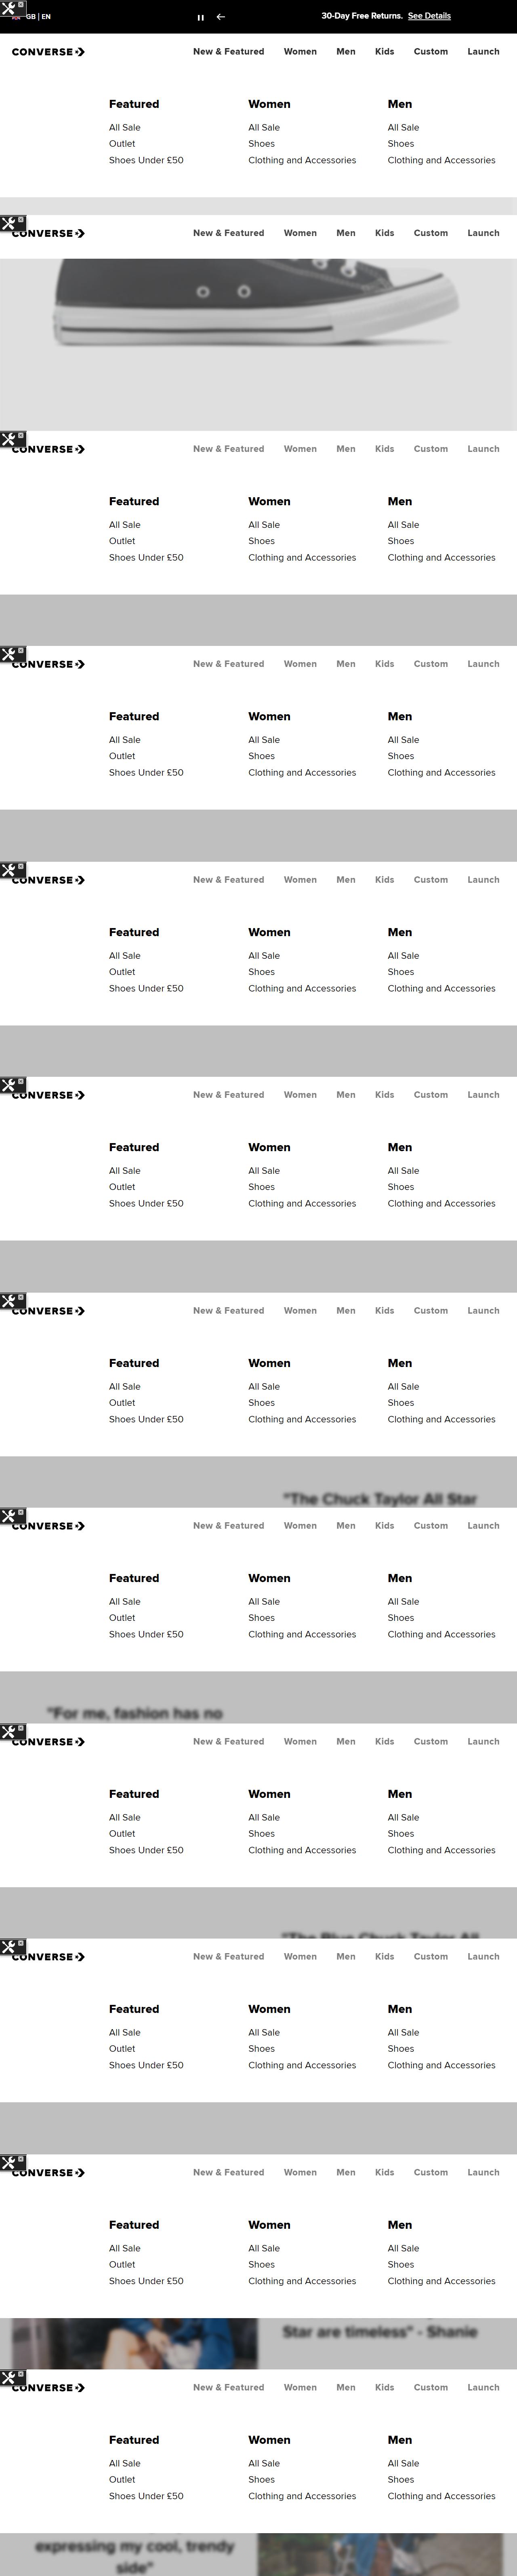 GB | EN
30-Day Free Returns. See Details
CONVERSE
New & Featured Women Men Kids Custom Launch
Featured Women Men
All Sale All Sale All Sale
Outlet Shoes Shoes
Shoes Under £50 Clothing and Accessories Clothing and Accessories
CONVERSE
New & Featured Women Men Kids Custom Launch
CONVERSE
New & Featured Women Men Kids Custom Launch
Featured Women Men
All Sale All Sale All Sale
Outlet Shoes Shoes
Shoes Under £50 Clothing and Accessories Clothing and Accessories
CONVERSE
New & Featured Women Men Kids Custom Launch
Featured Women Men
All Sale All Sale All Sale
Outlet Shoes Shoes
Shoes Under £50 Clothing and Accessories Clothing and Accessories
CONVERSE
New & Featured Women Men Kids Custom Launch
Featured Women Men
All Sale All Sale All Sale
Outlet Shoes Shoes
Shoes Under £50 Clothing and Accessories Clothing and Accessories
CONVERSE
New & Featured Women Men Kids Custom Launch
Featured Women Men
All Sale All Sale All Sale
Outlet Shoes Shoes
Shoes Under £50 Clothing and Accessories Clothing and Accessories
CONVERSE
New & Featured Women Men Kids Custom Launch
Featured Women Men
All Sale All Sale All Sale
Outlet Shoes Shoes
Shoes Under £50 Clothing and Accessories Clothing and Accessories
"The Chuck Taylor All Star
CONVERSE
New & Featured Women Men Kids Custom Launch
Featured Women Men
All Sale All Sale All Sale
Outlet Shoes Shoes
Shoes Under £50 Clothing and Accessories Clothing and Accessories
"For me, fashion has no
CONVERSE
New & Featured Women Men Kids Custom Launch
Featured Women Men
All Sale All Sale All Sale
Outlet Shoes Shoes
Shoes Under £50 Clothing and Accessories Clothing and Accessories
"The Blue Chuck Taylor All
CONVERSE
New & Featured Women Men Kids Custom Launch
Featured Women Men
All Sale All Sale All Sale
Outlet Shoes Shoes
Shoes Under £50 Clothing and Accessories Clothing and Accessories
CONVERSE
New & Featured Women Men Kids Custom Launch
Featured Women Men
All Sale All Sale All Sale
Outlet Shoes Shoes
Shoes Under £50 Clothing and Accessories Clothing and Accessories
Star are timeless" - Shanie
CONVERSE
New & Featured Women Men Kids Custom Launch
Featured Women Men
All Sale All Sale All Sale
Outlet Shoes Shoes
Shoes Under £50 Clothing and Accessories Clothing and Accessories
expressing my cool, trendy
side"